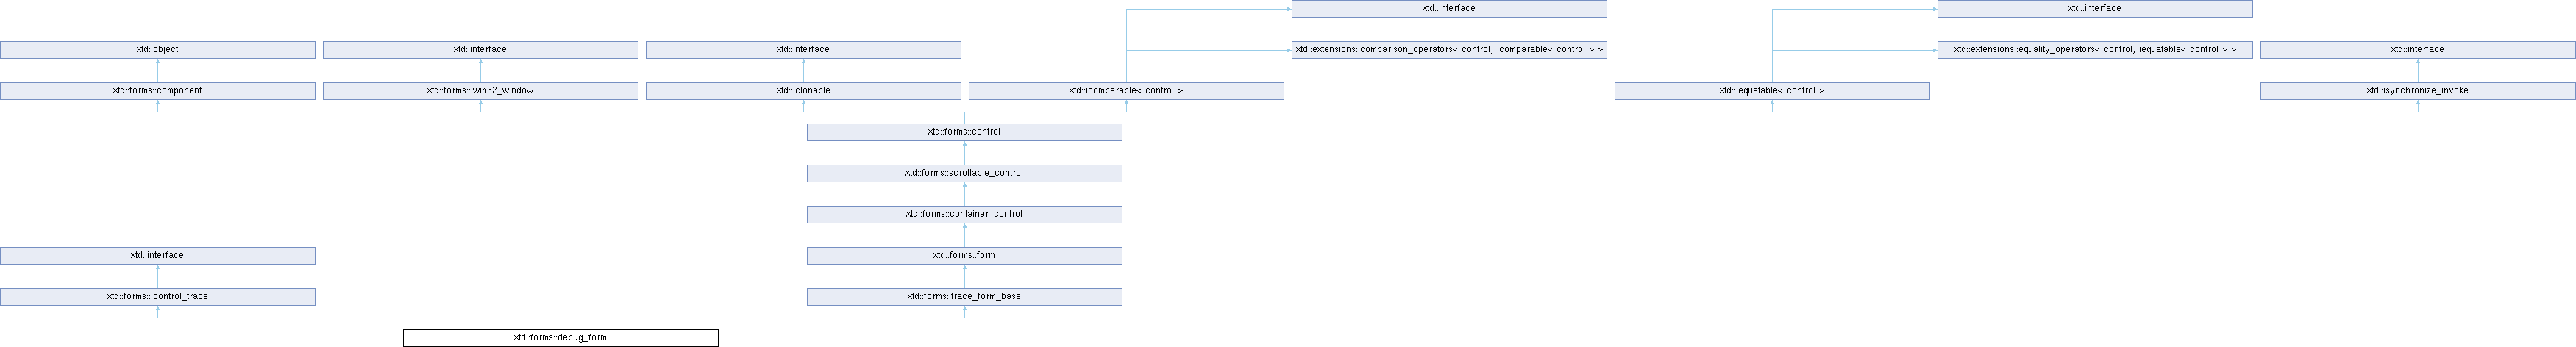 xtd::interface
xtd::interface
xtd::object
xtd::interface
xtd::interface
xtd::extensions::comparison_operators< control, icomparable< control > >
xtd::extensions::equality_operators< control, iequatable< control > >
xtd::interface
xtd::forms::component
xtd::forms::iwin32_window
xtd::iclonable
xtd::icomparable< control >
xtd::iequatable< control >
xtd::isynchronize_invoke
xtd::forms::control
xtd::forms::scrollable_control
xtd::forms::container_control
xtd::interface
xtd::forms::form
xtd::forms::icontrol_trace
xtd::forms::trace_form_base
xtd::forms::debug_form